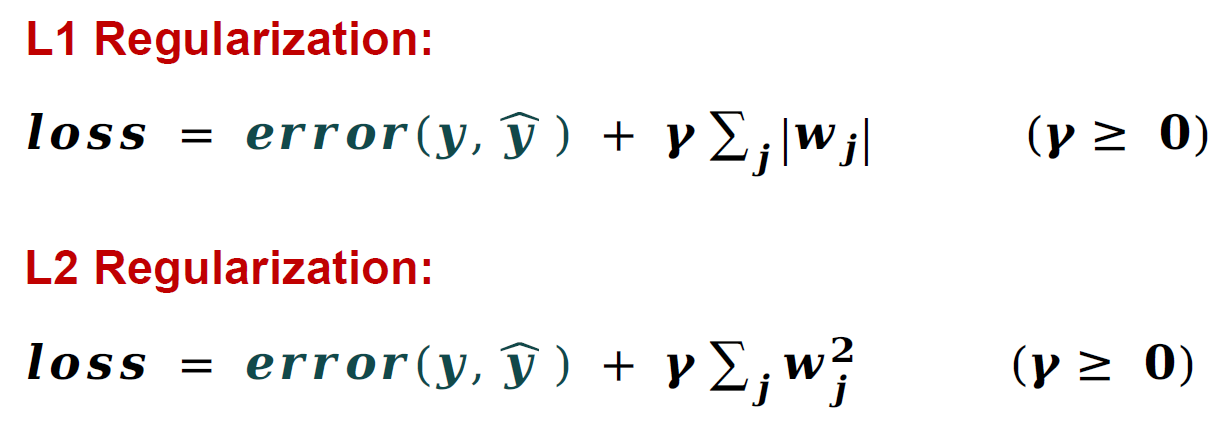 L1 Regularization:
loss = error(y, ŷ) + γ∑ⱼ|wⱼ| (γ ≥ 0)
L2 Regularization:
loss = error(y, ŷ) + γ∑ⱼ wⱼ² (γ ≥ 0)